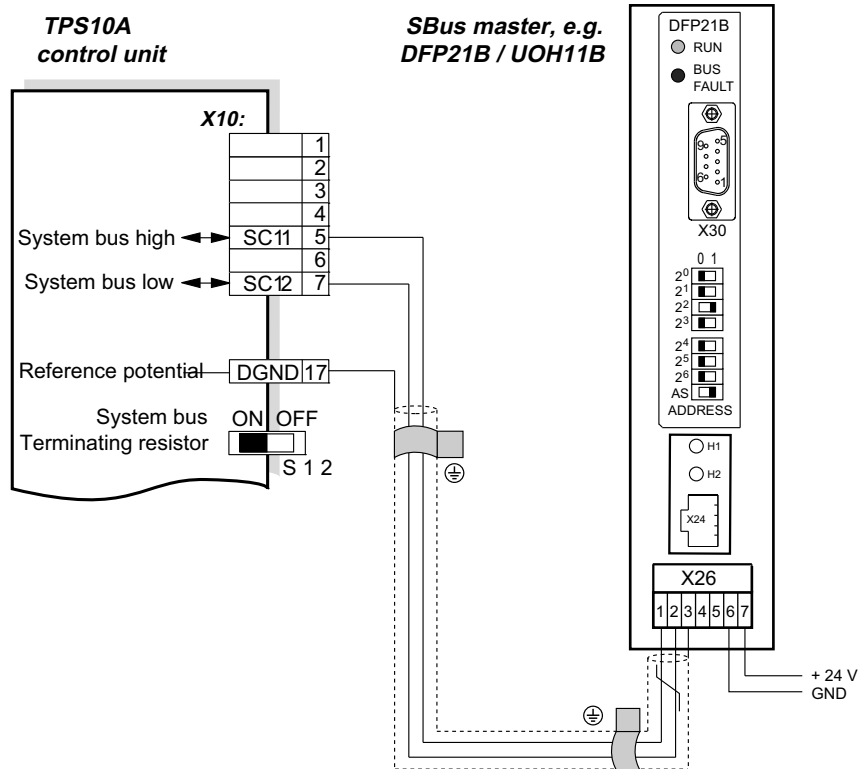 TPS10A
control unit
SBus master, e.g.
DFP21B / UOH11B
X10:
1
2
3
4
System bus high SC11 5
6
System bus low SC12 7
Reference potential DGND 17
System bus ON OFF
Terminating resistor
S 1 2
DFP21B
RUN
BUS
FAULT
9 5
6 1
X30
0 1
2⁰
2¹
2²
2³
2⁴
2⁵
2⁶
AS
ADDRESS
H1
H2
X24
X26
1 2 3 4 5 6 7
+ 24 V
GND